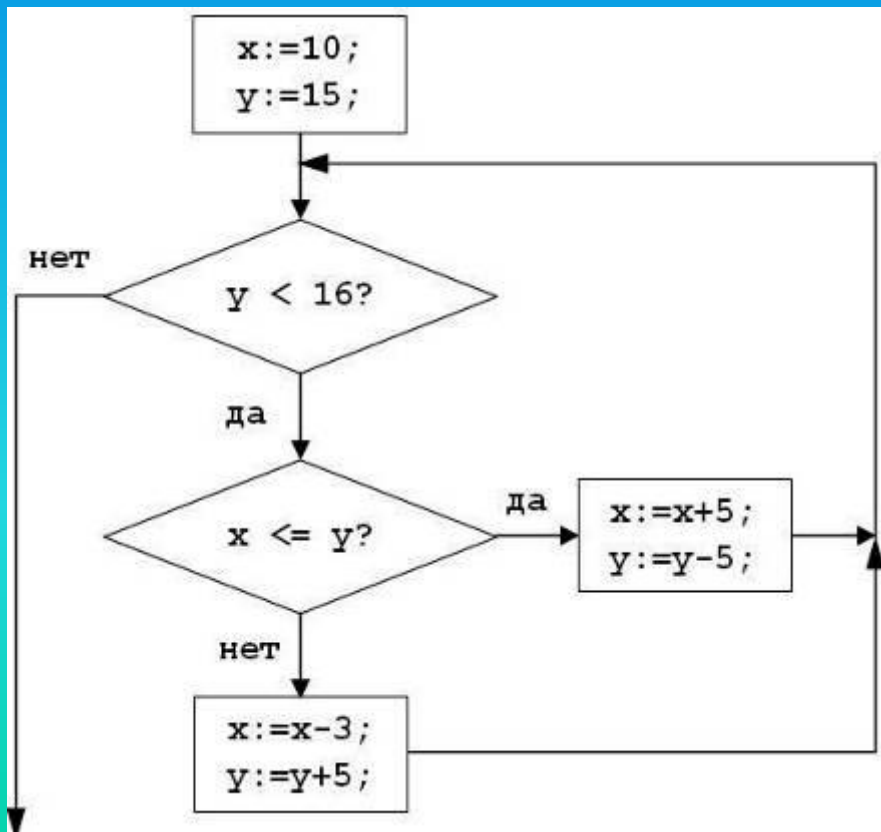 x:=10;
y:=15;
нет
y < 16?
да
x <= y?
да
x:=x+5;
y:=y-5;
нет
x:=x-3;
y:=y+5;